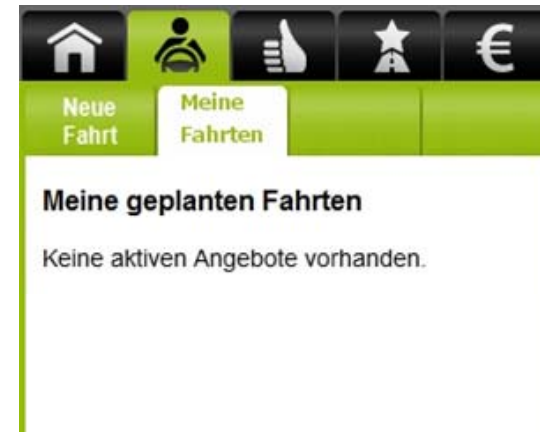 €
Neue
Fahrt
Meine
Fahrten
Meine geplanten Fahrten
Keine aktiven Angebote vorhanden.